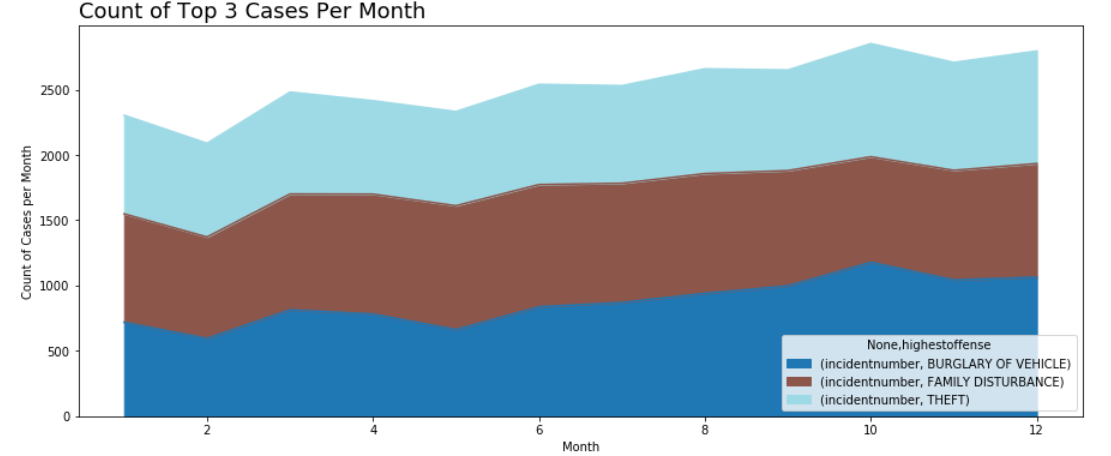 Count of Top 3 Cases Per Month
Count of Cases per Month
2500
2000
1500
1000
500
0
2
4
6
8
10
12
Month
None,highestoffense
(incidentnumber, BURGLARY OF VEHICLE)
(incidentnumber, FAMILY DISTURBANCE)
(incidentnumber, THEFT)